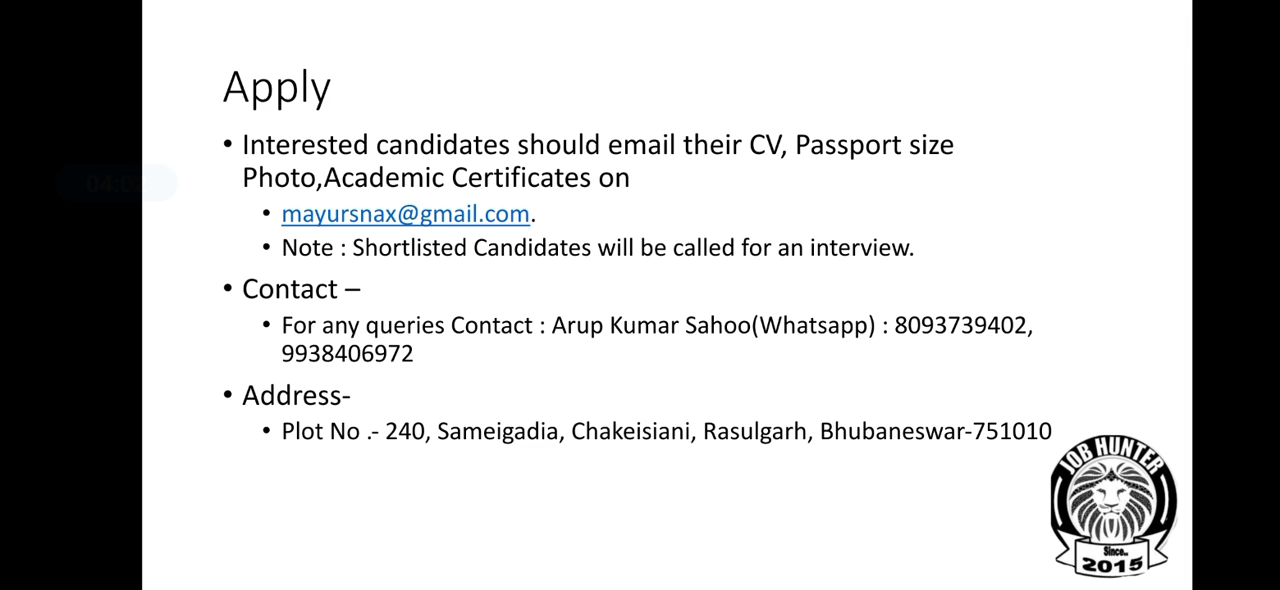 Apply
• Interested candidates should email their CV, Passport size
Photo,Academic Certificates on
• mayursnax@gmail.com.
• Note : Shortlisted Candidates will be called for an interview.
• Contact –
• For any queries Contact : Arup Kumar Sahoo(Whatsapp) : 8093739402,
9938406972
• Address-
• Plot No .- 240, Sameigadia, Chakeisiani, Rasulgarh, Bhubaneswar-751010
JOB HUNTER
Since..
2015